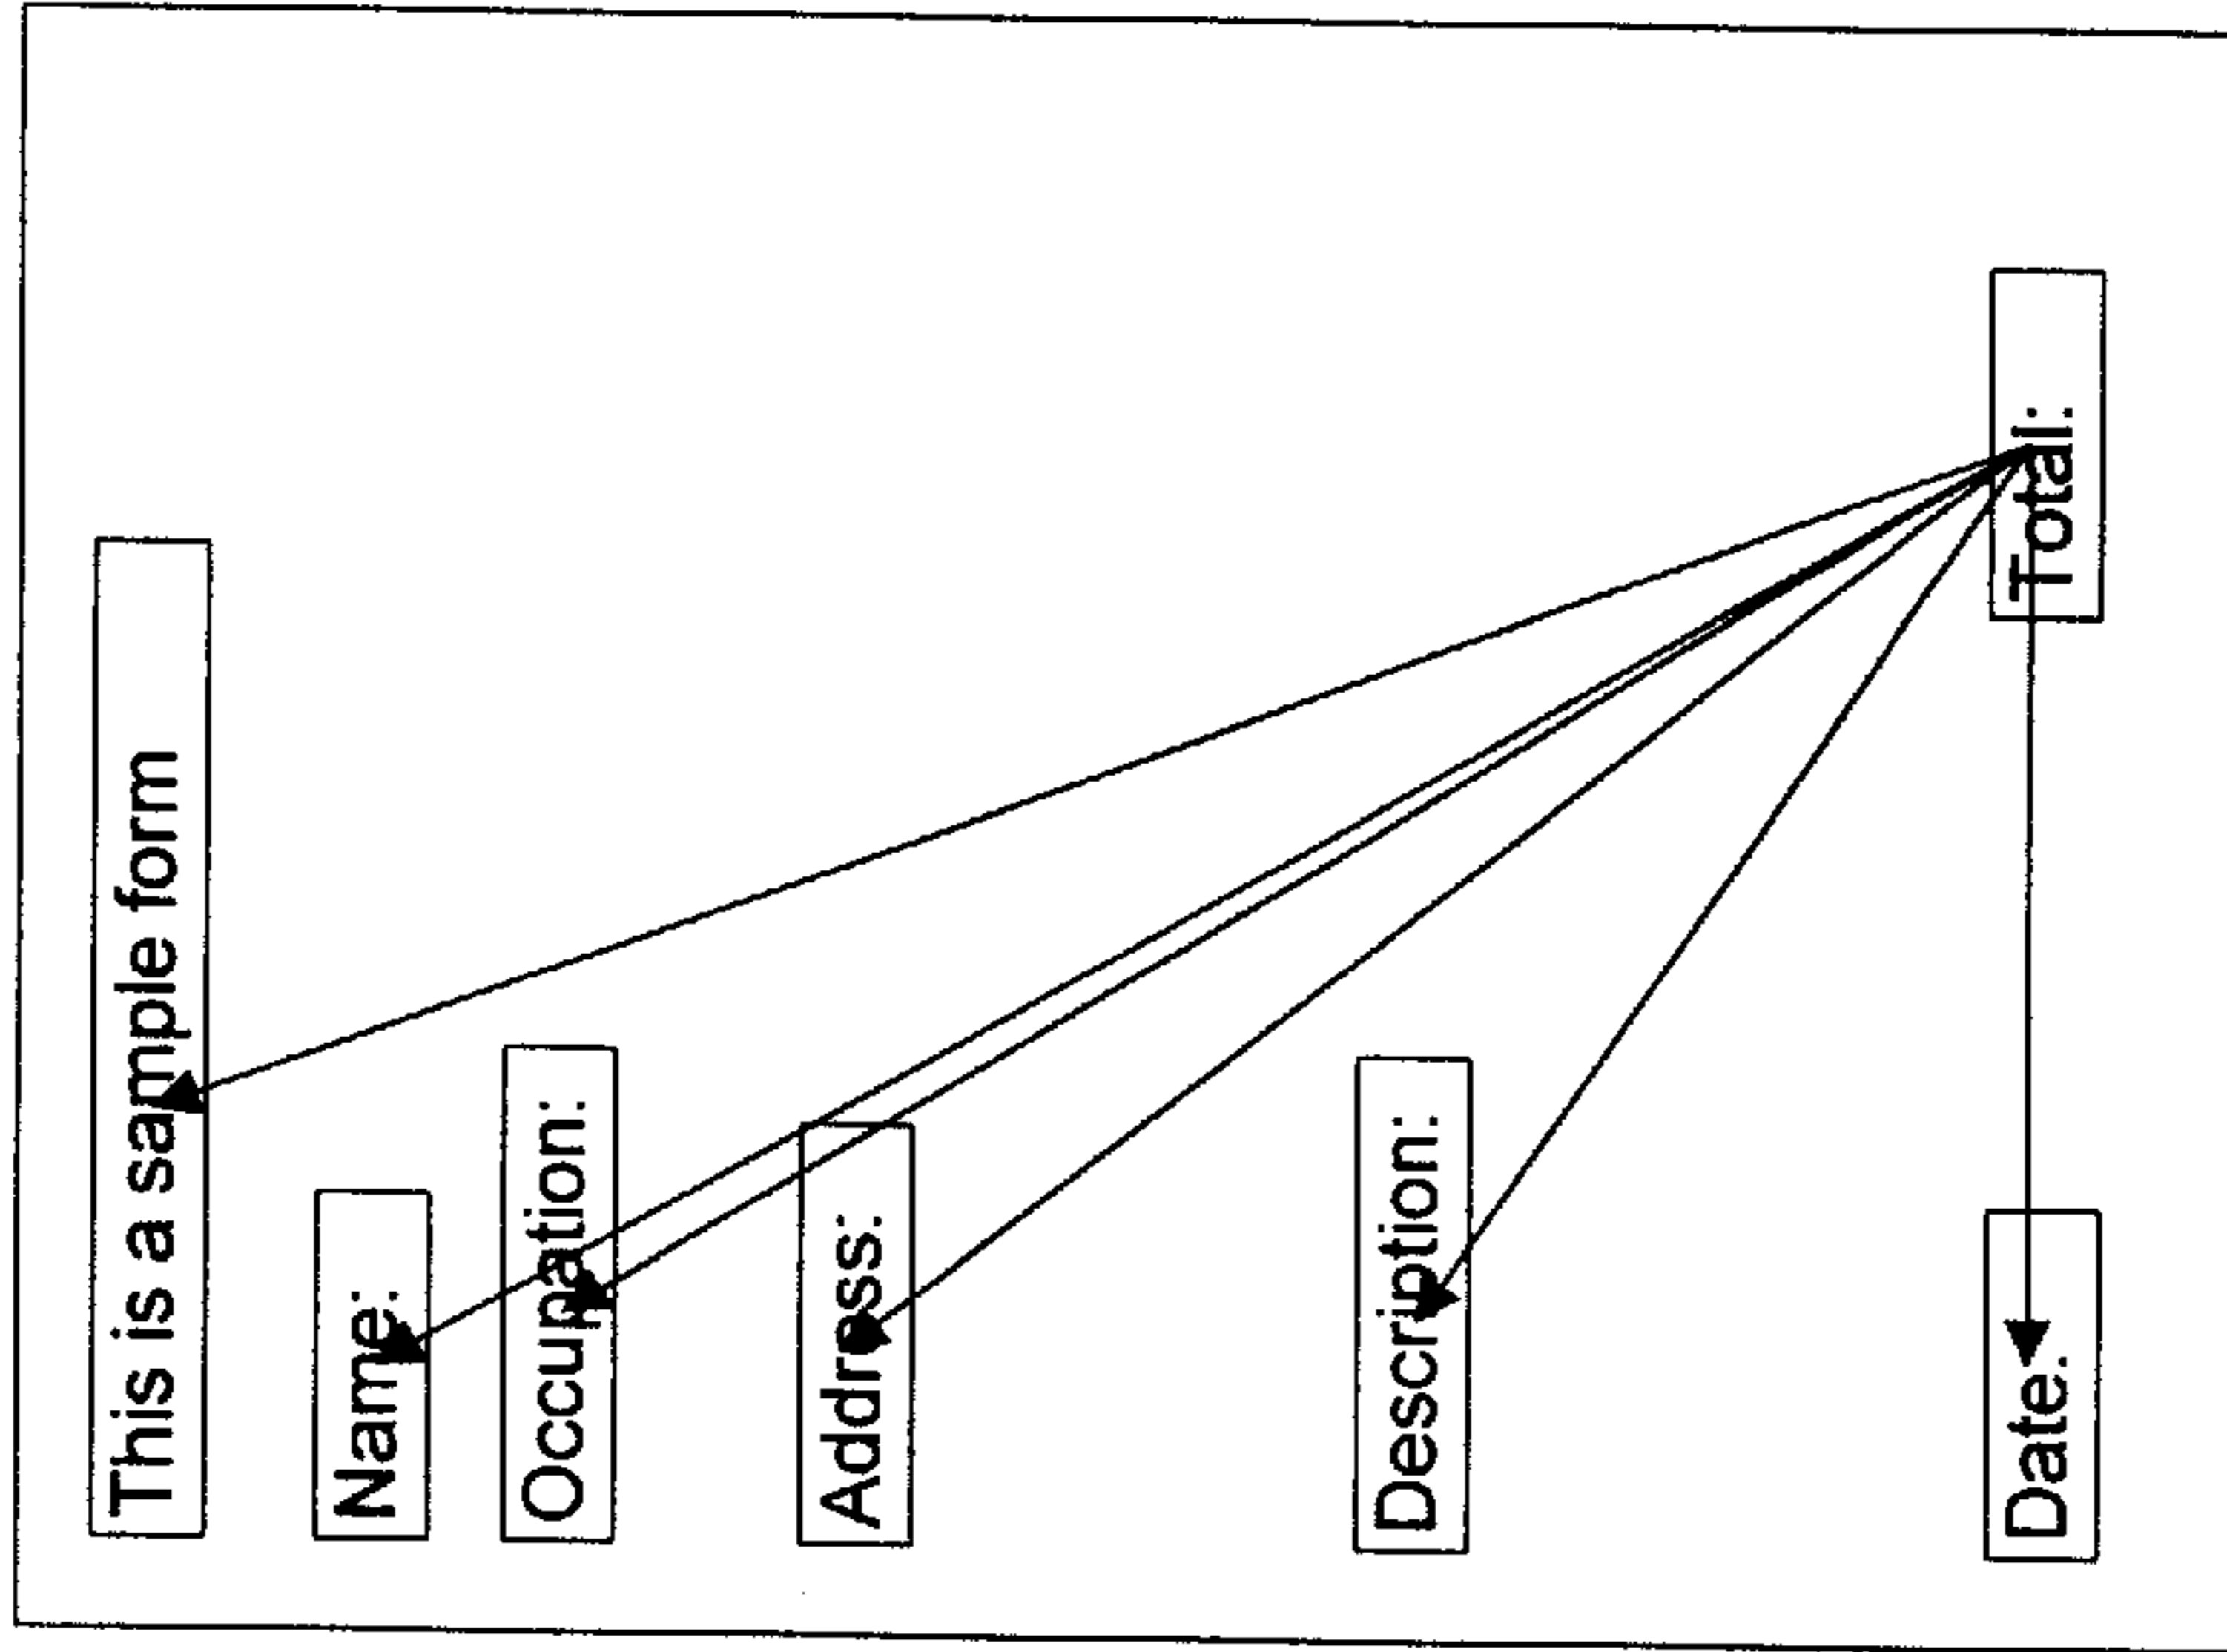 This is a sample form
Name:
Occupation:
Address:
Description:
Date: Total: